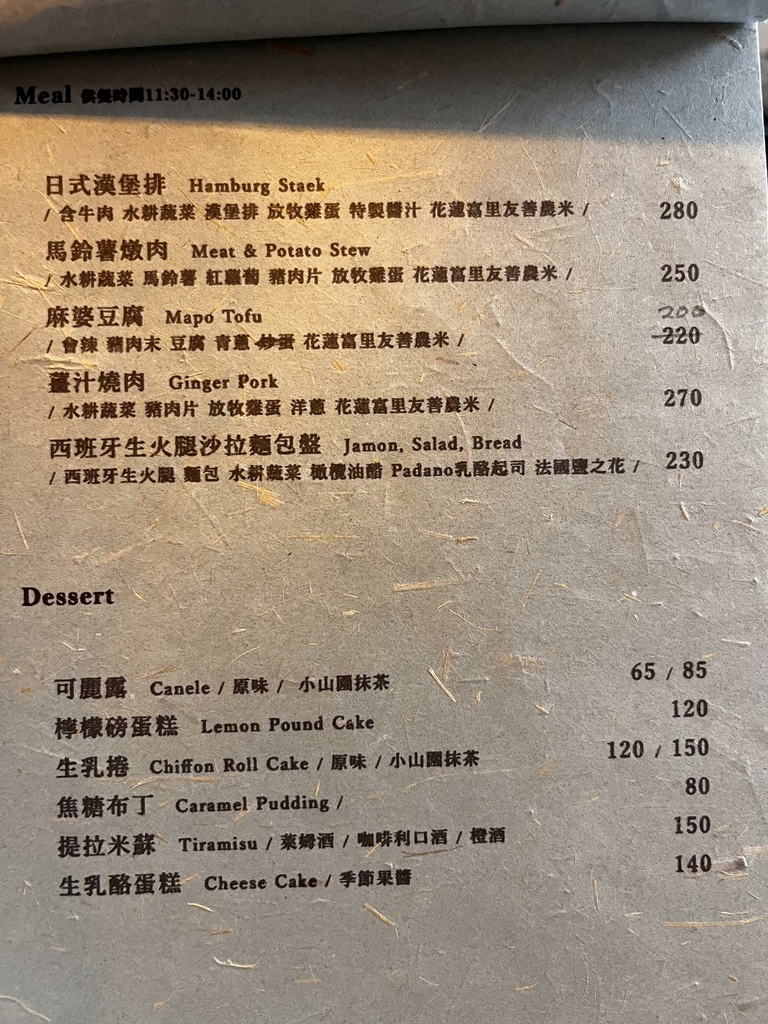 Meal 供餐時間11:30-14:00
日式漢堡排 Hamburg Staek
/ 含牛肉 水耕蔬菜 漢堡排 放牧雞蛋 特製醬汁 花蓮富里友善農米 / 280
馬鈴薯燉肉 Meat & Potato Stew
/ 水耕蔬菜 馬鈴薯 紅蘿蔔 豬肉片 放牧雞蛋 花蓮富里友善農米 / 250
麻婆豆腐 Mapo Tofu 200
/ 會辣 豬肉末 豆腐 青蔥 炒蛋 花蓮富里友善農米 / 220
薑汁燒肉 Ginger Pork
/ 水耕蔬菜 豬肉片 放牧雞蛋 洋蔥 花蓮富里友善農米 / 270
西班牙生火腿沙拉麵包盤 Jamon, Salad, Bread
/ 西班牙生火腿 麵包 水耕蔬菜 橄欖油醋 Padano乳酪起司 法國鹽之花 / 230
Dessert
可麗露 Canele / 原味 / 小山園抹茶 65 / 85
檸檬磅蛋糕 Lemon Pound Cake 120
生乳捲 Chiffon Roll Cake / 原味 / 小山園抹茶 120 / 150
焦糖布丁 Caramel Pudding / 80
提拉米蘇 Tiramisu / 萊姆酒 / 咖啡利口酒 / 橙酒 150
生乳酪蛋糕 Cheese Cake / 季節果醬 140